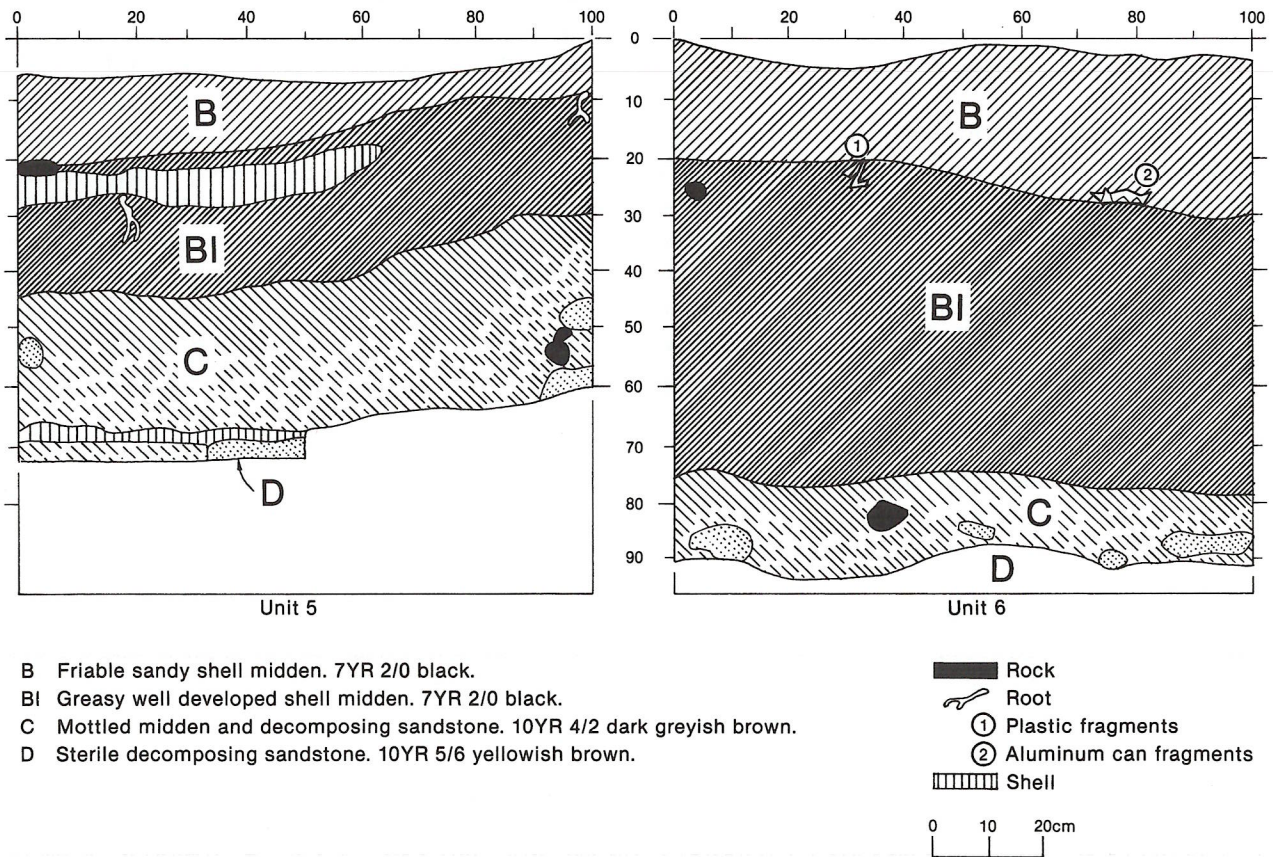 0 20 40 60 80 100
0 20 40 60 80 100
0
10
20
30
40
50
60
70
80
90
B
BI
C
D
B
1
2
BI
C
D
Unit 5
Unit 6
B Friable sandy shell midden. 7YR 2/0 black.
BI Greasy well developed shell midden. 7YR 2/0 black.
C Mottled midden and decomposing sandstone. 10YR 4/2 dark greyish brown.
D Sterile decomposing sandstone. 10YR 5/6 yellowish brown.
Rock
Root
1 Plastic fragments
2 Aluminum can fragments
Shell
0 10 20cm